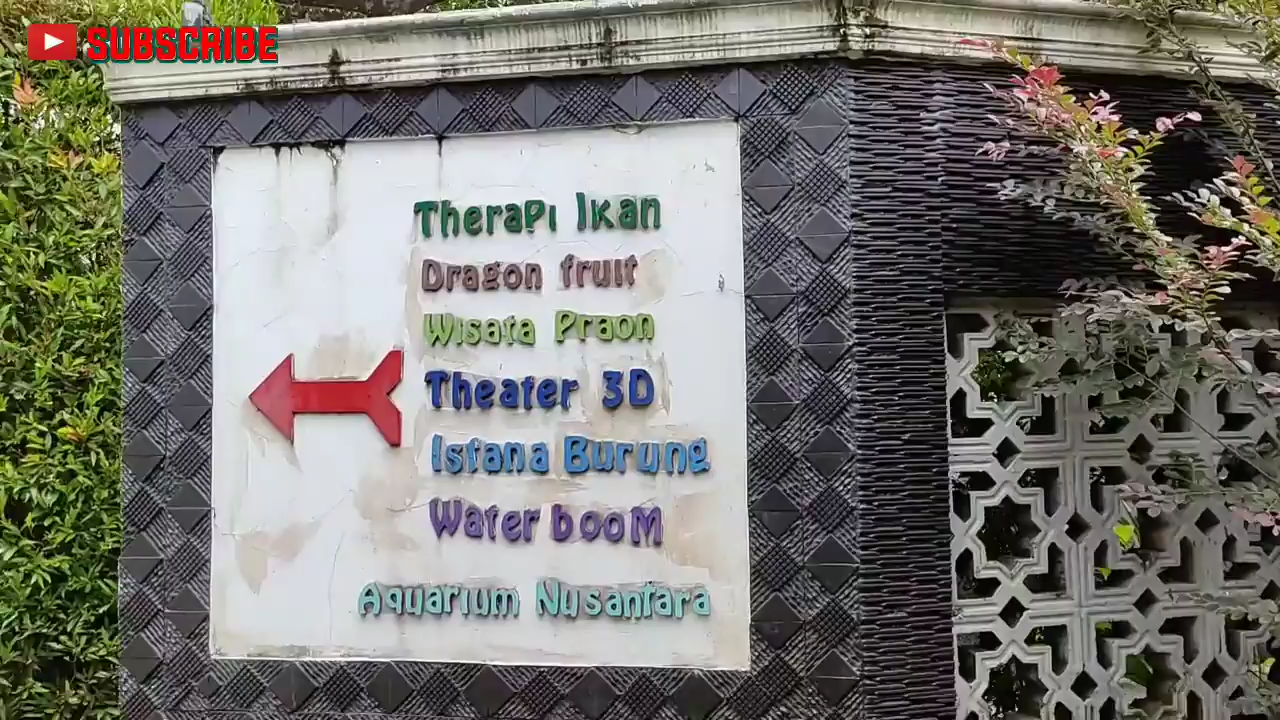 SUBSCRIBE
Therapi Ikan
Dragon fruit
Wisata Praon
Theater 3D
Istana Burung
Water booM
Aquarium Nusantara